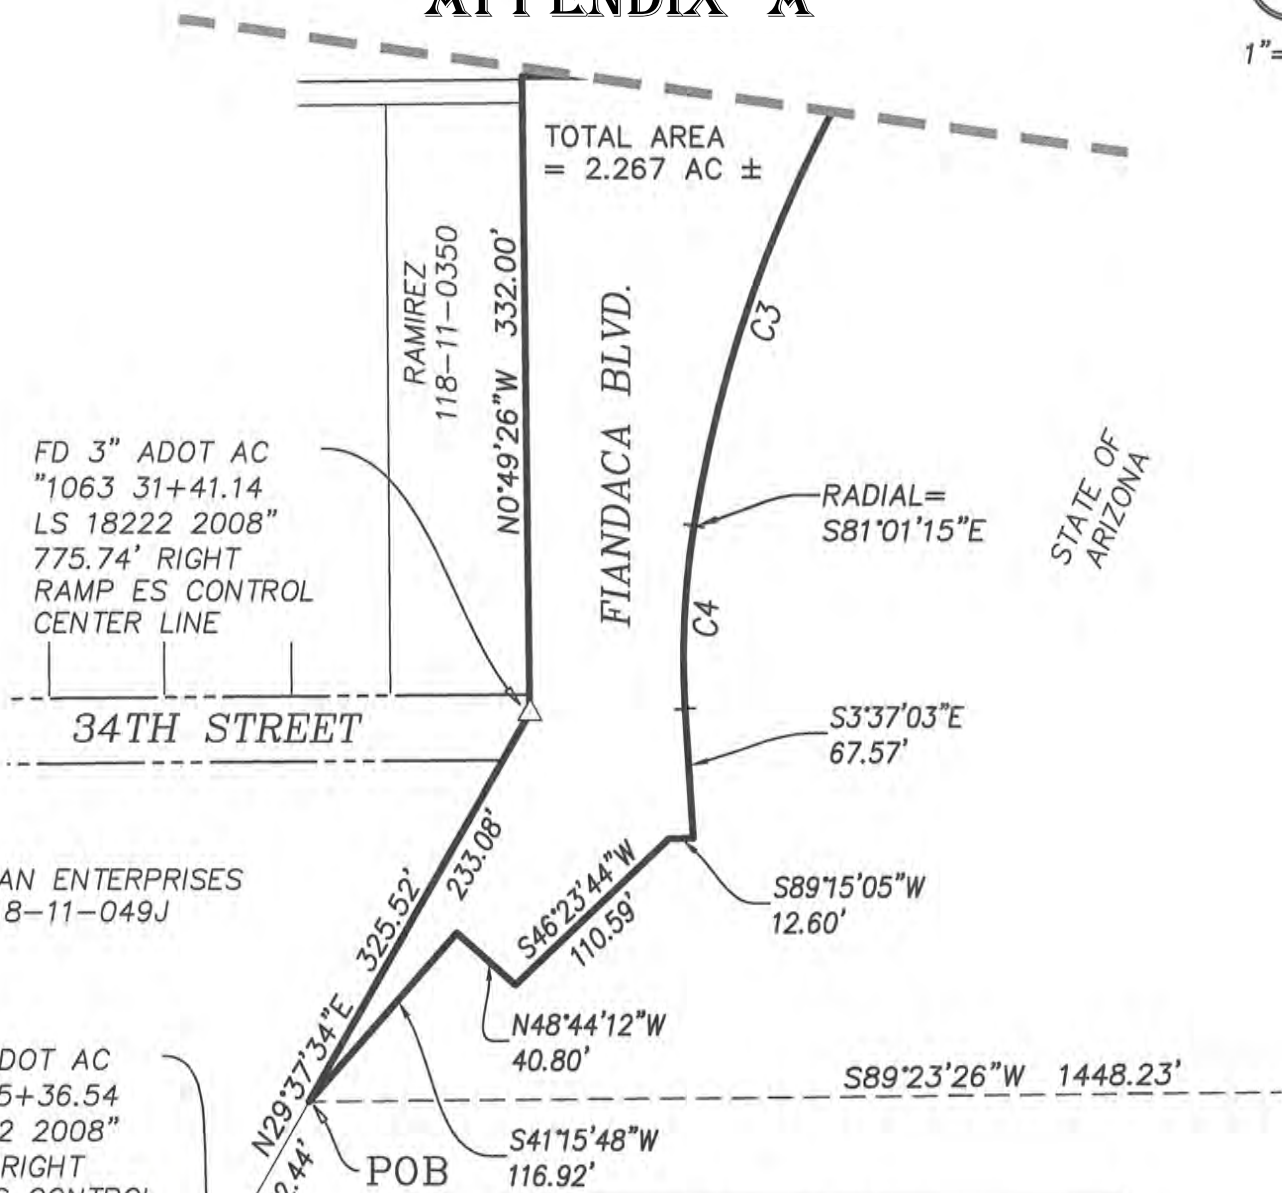 APPENDIX "A"
1"=
TOTAL AREA
= 2.267 AC ±
RAMIREZ
118-11-0350
N0°49'26"W 332.00'
FIANDACA BLVD.
C3
FD 3" ADOT AC
"1063 31+41.14
LS 18222 2008"
775.74' RIGHT
RAMP ES CONTROL
CENTER LINE
RADIAL=
S81°01'15"E
STATE OF
ARIZONA
C4
34TH STREET
S3°37'03"E
67.57'
233.08'
325.52'
N29°37'34"E
AN ENTERPRISES
8-11-049J
S46°23'44"W
110.59'
S89°15'05"W
12.60'
N48°44'12"W
40.80'
DOT AC
5+36.54
2 2008"
RIGHT
S89°23'26"W 1448.23'
S41°15'48"W
116.92'
POB
2.44'